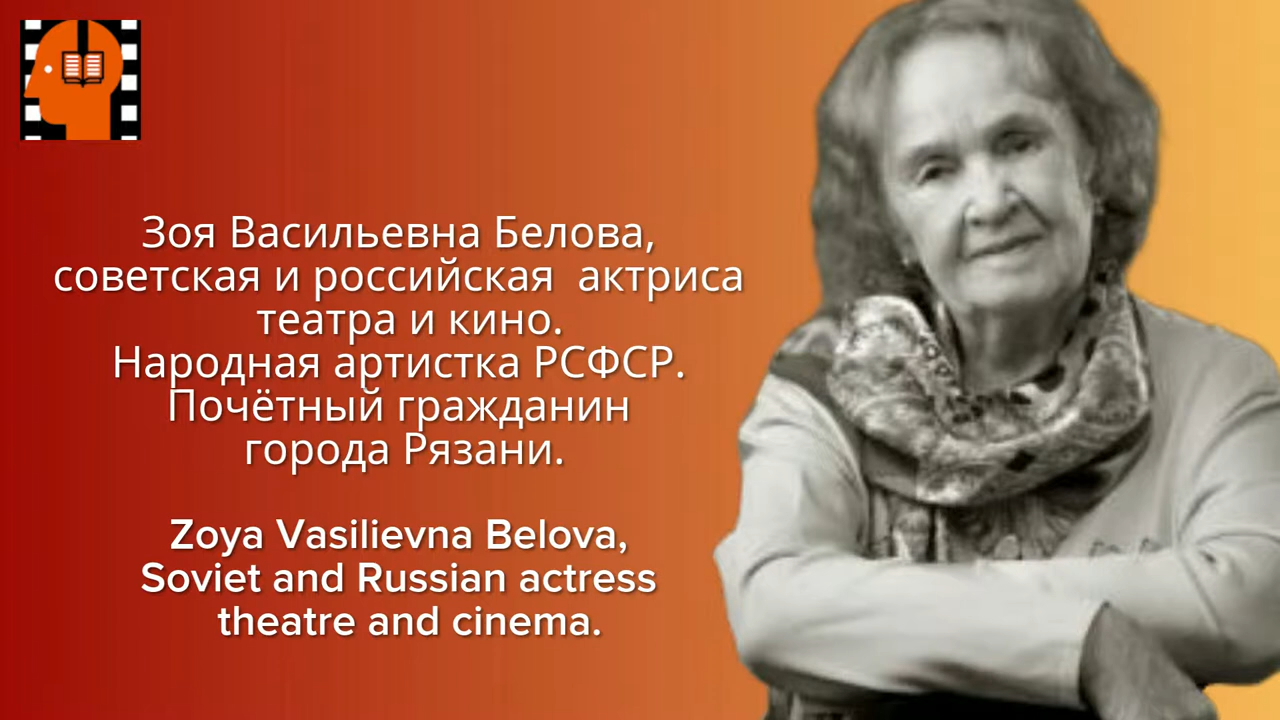 Зоя Васильевна Белова,
советская и российская актриса
театра и кино.
Народная артистка РСФСР.
Почётный гражданин
города Рязани.
Zoya Vasilievna Belova,
Soviet and Russian actress
theatre and cinema.